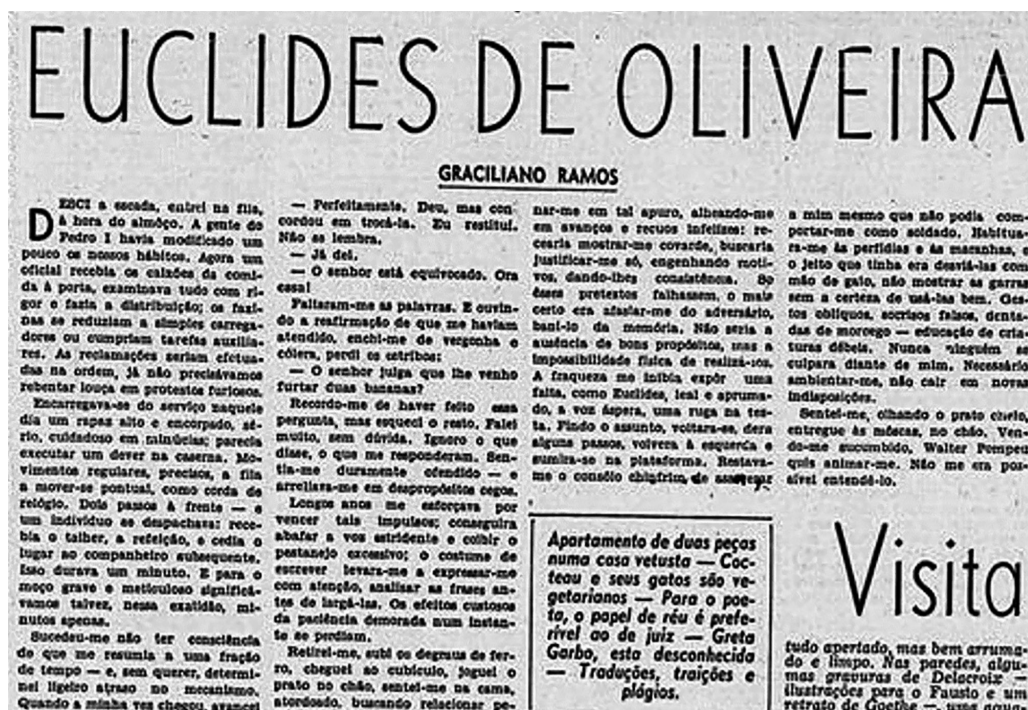 EUCLIDES DE OLIVEIRA
GRACILIANO RAMOS
DESCI a escada, entrei na fila,
à hora do almôço. A gente do
Pedro I havia modificado um
pouco os nossos hábitos. Agora um
oficial recebia os caixões da comi-
da à porta, examinava tudo com ri-
gor e fazia a distribuição; os faxi-
nas se reduziam a simples carrega-
dores ou cumpriam tarefas auxilia-
res. As reclamações seriam efetua-
das na ordem, já não precisávamos
rebentar louça em protestos furiosos.
Encarregava-se do serviço naquele
dia um rapaz alto e encorpado, sé-
rio, cuidadoso em minúcias; parecia
executar um dever na caserna. Mo-
vimentos regulares, precisos, a fila
a mover-se pontual, como corda de
relógio. Dois passos à frente — e
um indivíduo se despachava: rece-
bia o talher, a refeição, e cedia o
lugar ao companheiro subsequente.
Isso durava um minuto. E para o
moço grave e meticuloso significá-
vamos talvez, nessa exatidão, mi-
nutos apenas.
Sucedeu-me não ter consciência
de que me resumia a uma fração
de tempo — e, sem querer, determi-
nei ligeiro atraso no mecanismo.
Quando a minha vez chegou, avancei
— Perfeitamente. Deu, mas con-
cordou em trocá-la. Eu restituí.
Não se lembra.
— Já dei.
— O senhor está equivocado. Ora
essa!
Faltaram-me as palavras. E ouvin-
do a reafirmação de que me haviam
atendido, enchi-me de vergonha e
cólera, perdi os estribos:
— O senhor julga que lhe venho
furtar duas bananas?
Recordo-me de haver feito essa
pergunta, mas esqueci o resto. Falei
muito, sem dúvida. Ignoro o que
disse, o que me responderam. Sen-
tia-me duramente ofendido — e
arreliava-me em despropósitos cegos.
Longos anos me esforçava por
vencer tais impulsos; conseguira
abafar a voz estridente e coibir o
pestanejo excessivo; o costume de
escrever levara-me a expressar-me
com atenção, analisar as frases an-
tes de largá-las. Os efeitos custosos
da paciência demorada num instan-
te se perdiam.
Retirei-me, subi os degraus de fer-
ro, cheguei ao cubículo, joguei o
prato no chão, sentei-me na cama,
atordoado, buscando relacionar pe-
nar-me em tal apuro, alheando-me
em avanços e recuos infelizes: re-
cearia mostrar-me covarde, buscaria
justificar-me só, engenhando moti-
vos, dando-lhes consistência. Se
êsses pretextos falhassem, o mais
certo era afastar-me do adversário,
bani-lo da memória. Não seria a
ausência de bons propósitos, mas a
impossibilidade física de realizá-los.
A fraqueza me inibia expôr uma
falta, como Euclides, leal e apruma-
do, a voz áspera, uma ruga na tes-
ta. Findo o assunto, voltara-se, dera
alguns passos, volvera à esquerda e
sumira-se na plataforma. Restava-
me o consôlo chinfrim de
a mim mesmo que não podia com-
portar-me como soldado. Habitua-
ra-me às perfídias e às maranhas, e
o jeito que tinha era desviá-las com
mão de gato, não mostrar as garras
sem a certeza de usá-las bem. Ges-
tos oblíquos, sorrisos falsos, denta-
das de morcego — educação de cria-
turas débeis. Nunca ninguém se
culpara diante de mim. Necessário
ambientar-me, não cair em novas
indisposições.
Sentei-me, olhando o prato cheio,
entregue às môscas, no chão. Ven-
do-me sucumbido, Walter Pompeu
quis animar-me. Não me era pos-
sível entendê-lo.
Apartamento de duas peças
numa casa vetusta — Coc-
teau e seus gatos são ve-
getarianos — Para o poe-
ta, o papel de réu é prefe-
rível ao de juiz — Greta
Garbo, esta desconhecida
— Traduções, traições e
plágios.
Visita
tudo apertado, mas bem arruma-
do e limpo. Nas paredes, algu-
mas gravuras de Delacroix —
ilustrações para o Fausto e um
retrato de Goethe —, uma agua-